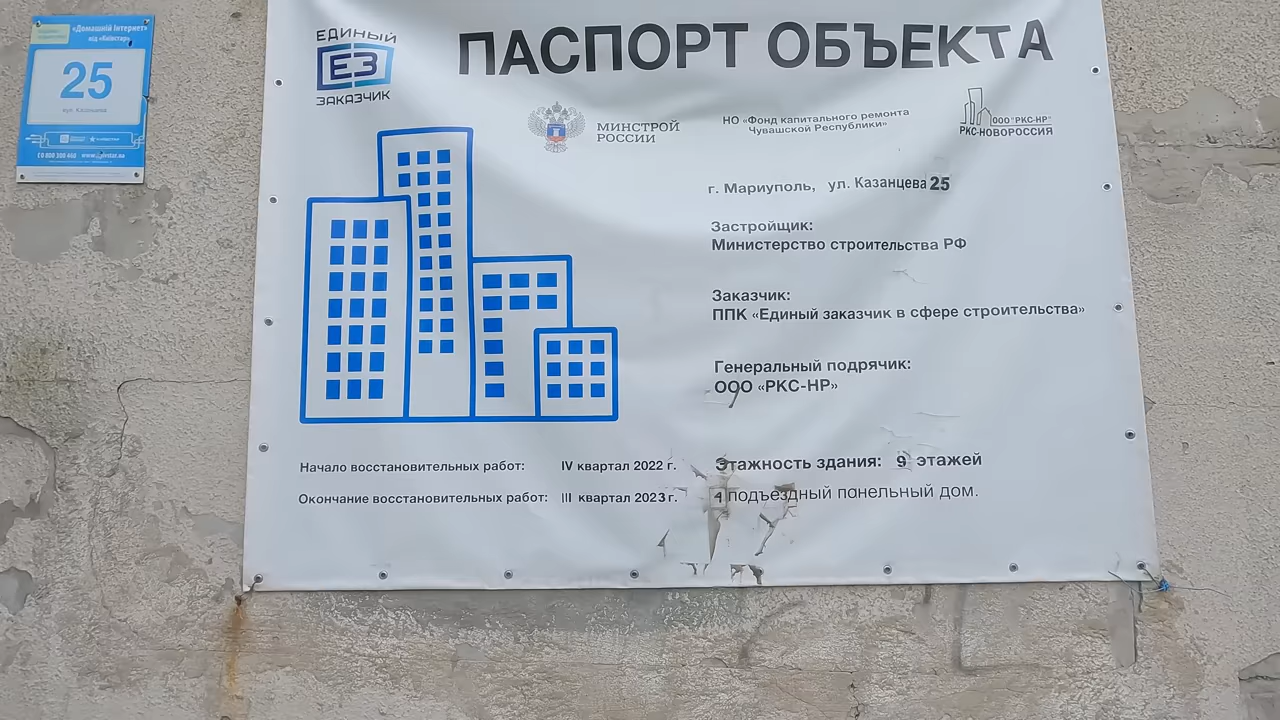 «Домашній Інтернет»
від «Київстар»
25
вул. Казанцева
0 800 300 460
ЕДИНЫЙ
ЕЗ
ЗАКАЗЧИК
ПАСПОРТ ОБЪЕКТА
МИНСТРОЙ
РОССИИ
НО «Фонд капитального ремонта
Чувашской Республики»
ООО "РКС-НР"
РКС-НОВОРОССИЯ
г. Мариуполь, ул. Казанцева 25
Застройщик:
Министерство строительства РФ
Заказчик:
ППК «Единый заказчик в сфере строительства»
Генеральный подрячик:
ООО «РКС-НР»
Начало восстановительных работ: IV квартал 2022 г.
Окончание восстановительных работ: III квартал 2023 г.
Этажность здания: 9 этажей
4 подъездный панельный дом.